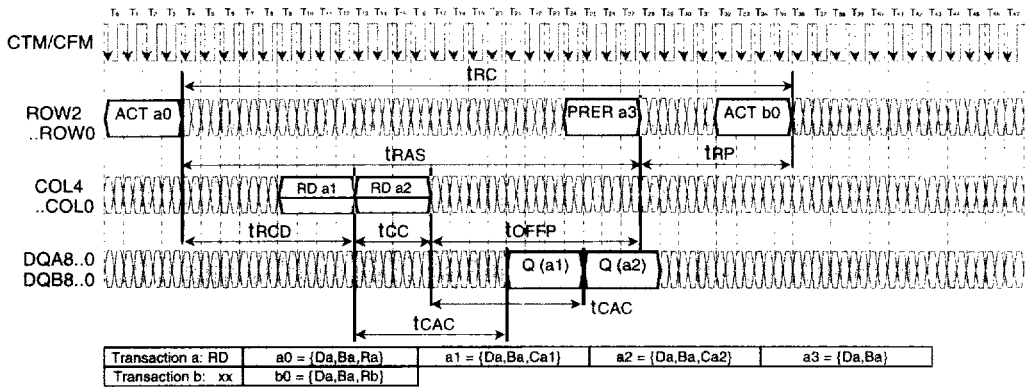 CTM/CFM
tRC
ROW2
..ROW0
ACT a0
PRER a3
ACT b0
tRAS
tRP
COL4
..COL0
RD a1
RD a2
tRCD
tCC
tOFFP
DQA8..0
DQB8..0
Q (a1)
Q (a2)
tCAC
tCAC
Transaction a: RD a0 = {Da,Ba,Ra} a1 = {Da,Ba,Ca1} a2 = {Da,Ba,Ca2} a3 = {Da,Ba}
Transaction b: xx b0 = {Da,Ba,Rb}